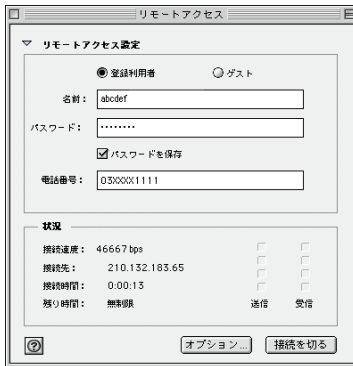 リモートアクセス
リモートアクセス設定
登録利用者 ゲスト
名前： abcdef
パスワード： ••••••••
パスワードを保存
電話番号： 03XXXX1111
状況
接続速度： 46667 bps
接続先： 210.132.183.65
接続時間： 0:00:13
残り時間： 無制限 送信 受信
? オプション... 接続を切る